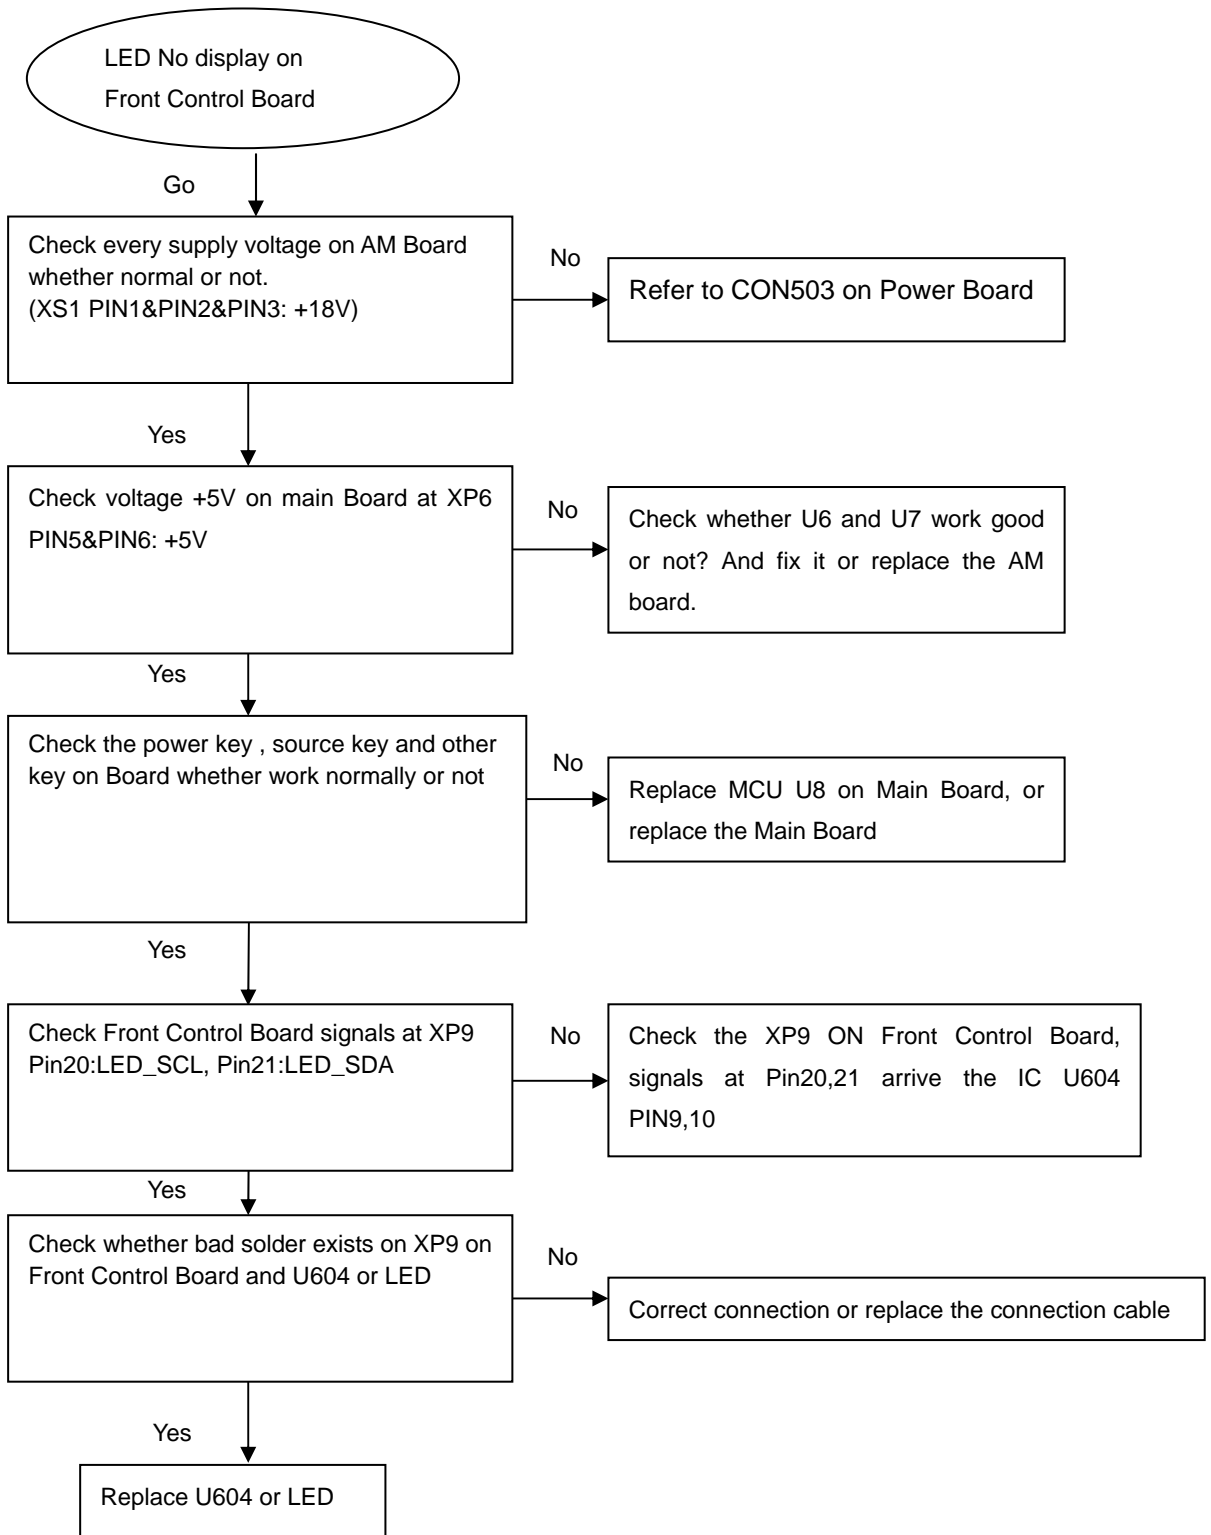 LED No display on
Front Control Board
Go
Check every supply voltage on AM Board
whether normal or not.
(XS1 PIN1&PIN2&PIN3: +18V)
No
Refer to CON503 on Power Board
Yes
Check voltage +5V on main Board at XP6
PIN5&PIN6: +5V
No
Check whether U6 and U7 work good
or not? And fix it or replace the AM
board.
Yes
Check the power key , source key and other
key on Board whether work normally or not
No
Replace MCU U8 on Main Board, or
replace the Main Board
Yes
Check Front Control Board signals at XP9
Pin20:LED_SCL, Pin21:LED_SDA
No
Check the XP9 ON Front Control Board,
signals at Pin20,21 arrive the IC U604
PIN9,10
Yes
Check whether bad solder exists on XP9 on
Front Control Board and U604 or LED
No
Correct connection or replace the connection cable
Yes
Replace U604 or LED